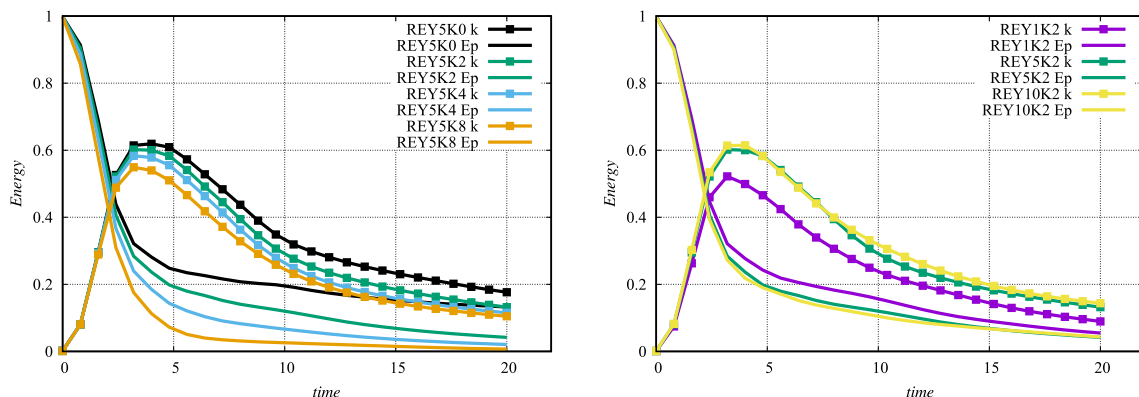 1
0.8
0.6
0.4
0.2
0
0
5
10
15
20
Energy
time
REY5K0 k
REY5K0 Ep
REY5K2 k
REY5K2 Ep
REY5K4 k
REY5K4 Ep
REY5K8 k
REY5K8 Ep
1
0.8
0.6
0.4
0.2
0
0
5
10
15
20
Energy
time
REY1K2 k
REY1K2 Ep
REY5K2 k
REY5K2 Ep
REY10K2 k
REY10K2 Ep